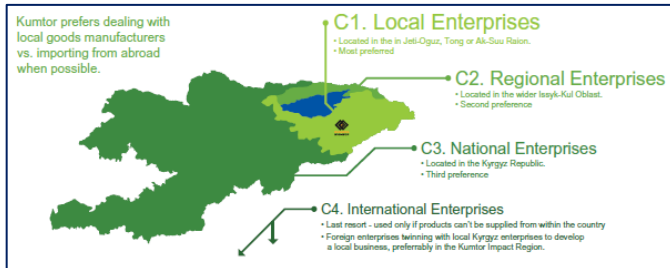 Kumtor prefers dealing with
local goods manufacturers
vs. importing from abroad
when possible.
C1. Local Enterprises
• Located in the in Jeti-Oguz, Tong or Ak-Suu Raion.
• Most preferred
C2. Regional Enterprises
• Located in the wider Issyk-Kul Oblast.
• Second preference
C3. National Enterprises
• Located in the Kyrgyz Republic.
• Third preference
C4. International Enterprises
• Last resort - used only if products can't be supplied from within the country
• Foreign enterprises twinning with local Kyrgyz enterprises to develop
a local business, preferrably in the Kumtor Impact Region.